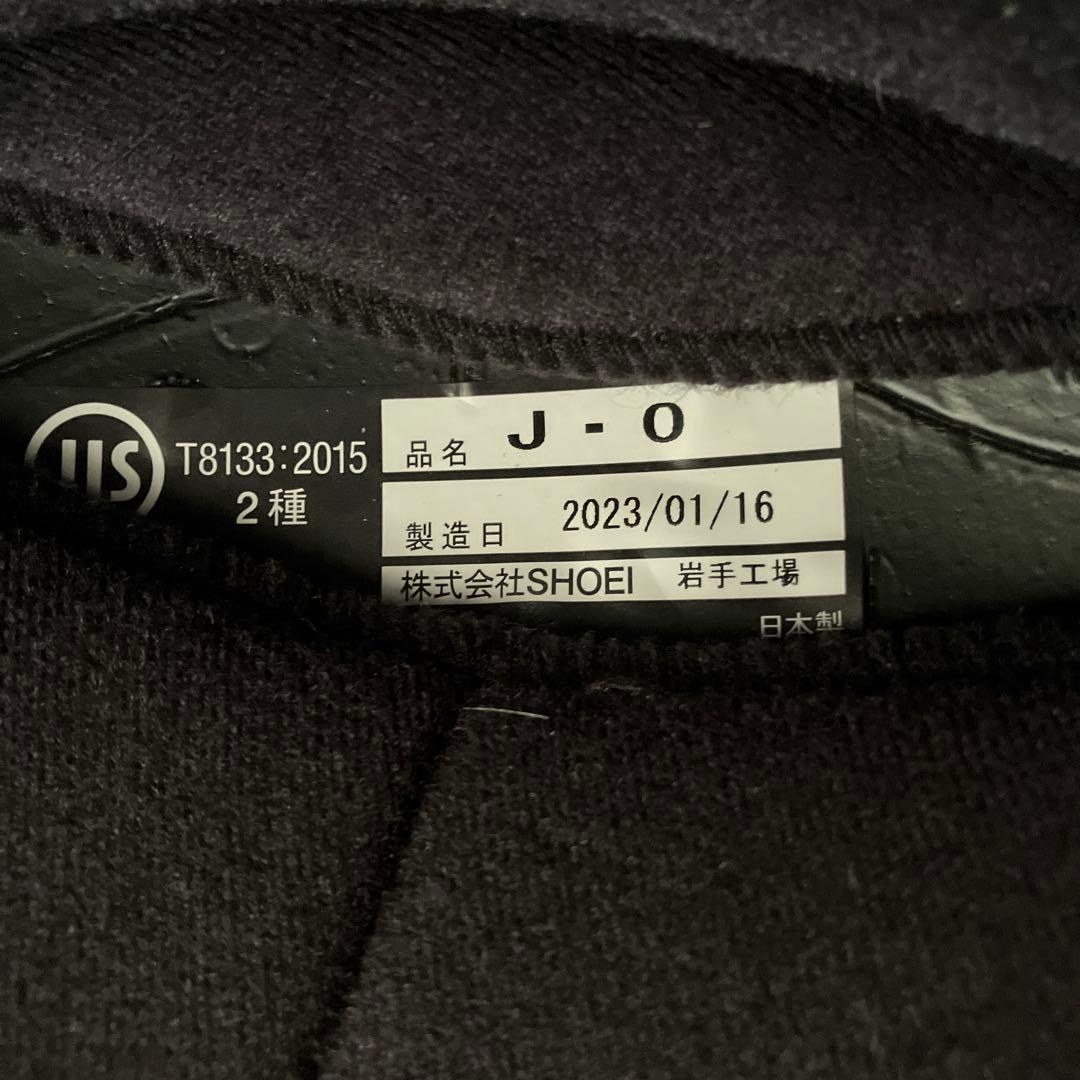 JIS
T8133:2015
2種
品名 J-O
製造日 2023/01/16
株式会社SHOEI 岩手工場
日本製